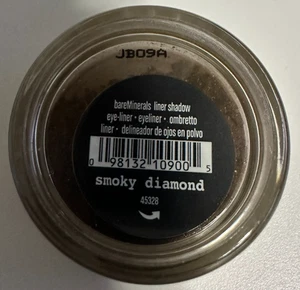 JB09A
bareMinerals liner shadow
eye-liner • eyeliner • ombretto
liner • delineador de ojos en polvo
0 98132 10900 5
smoky diamond
45328